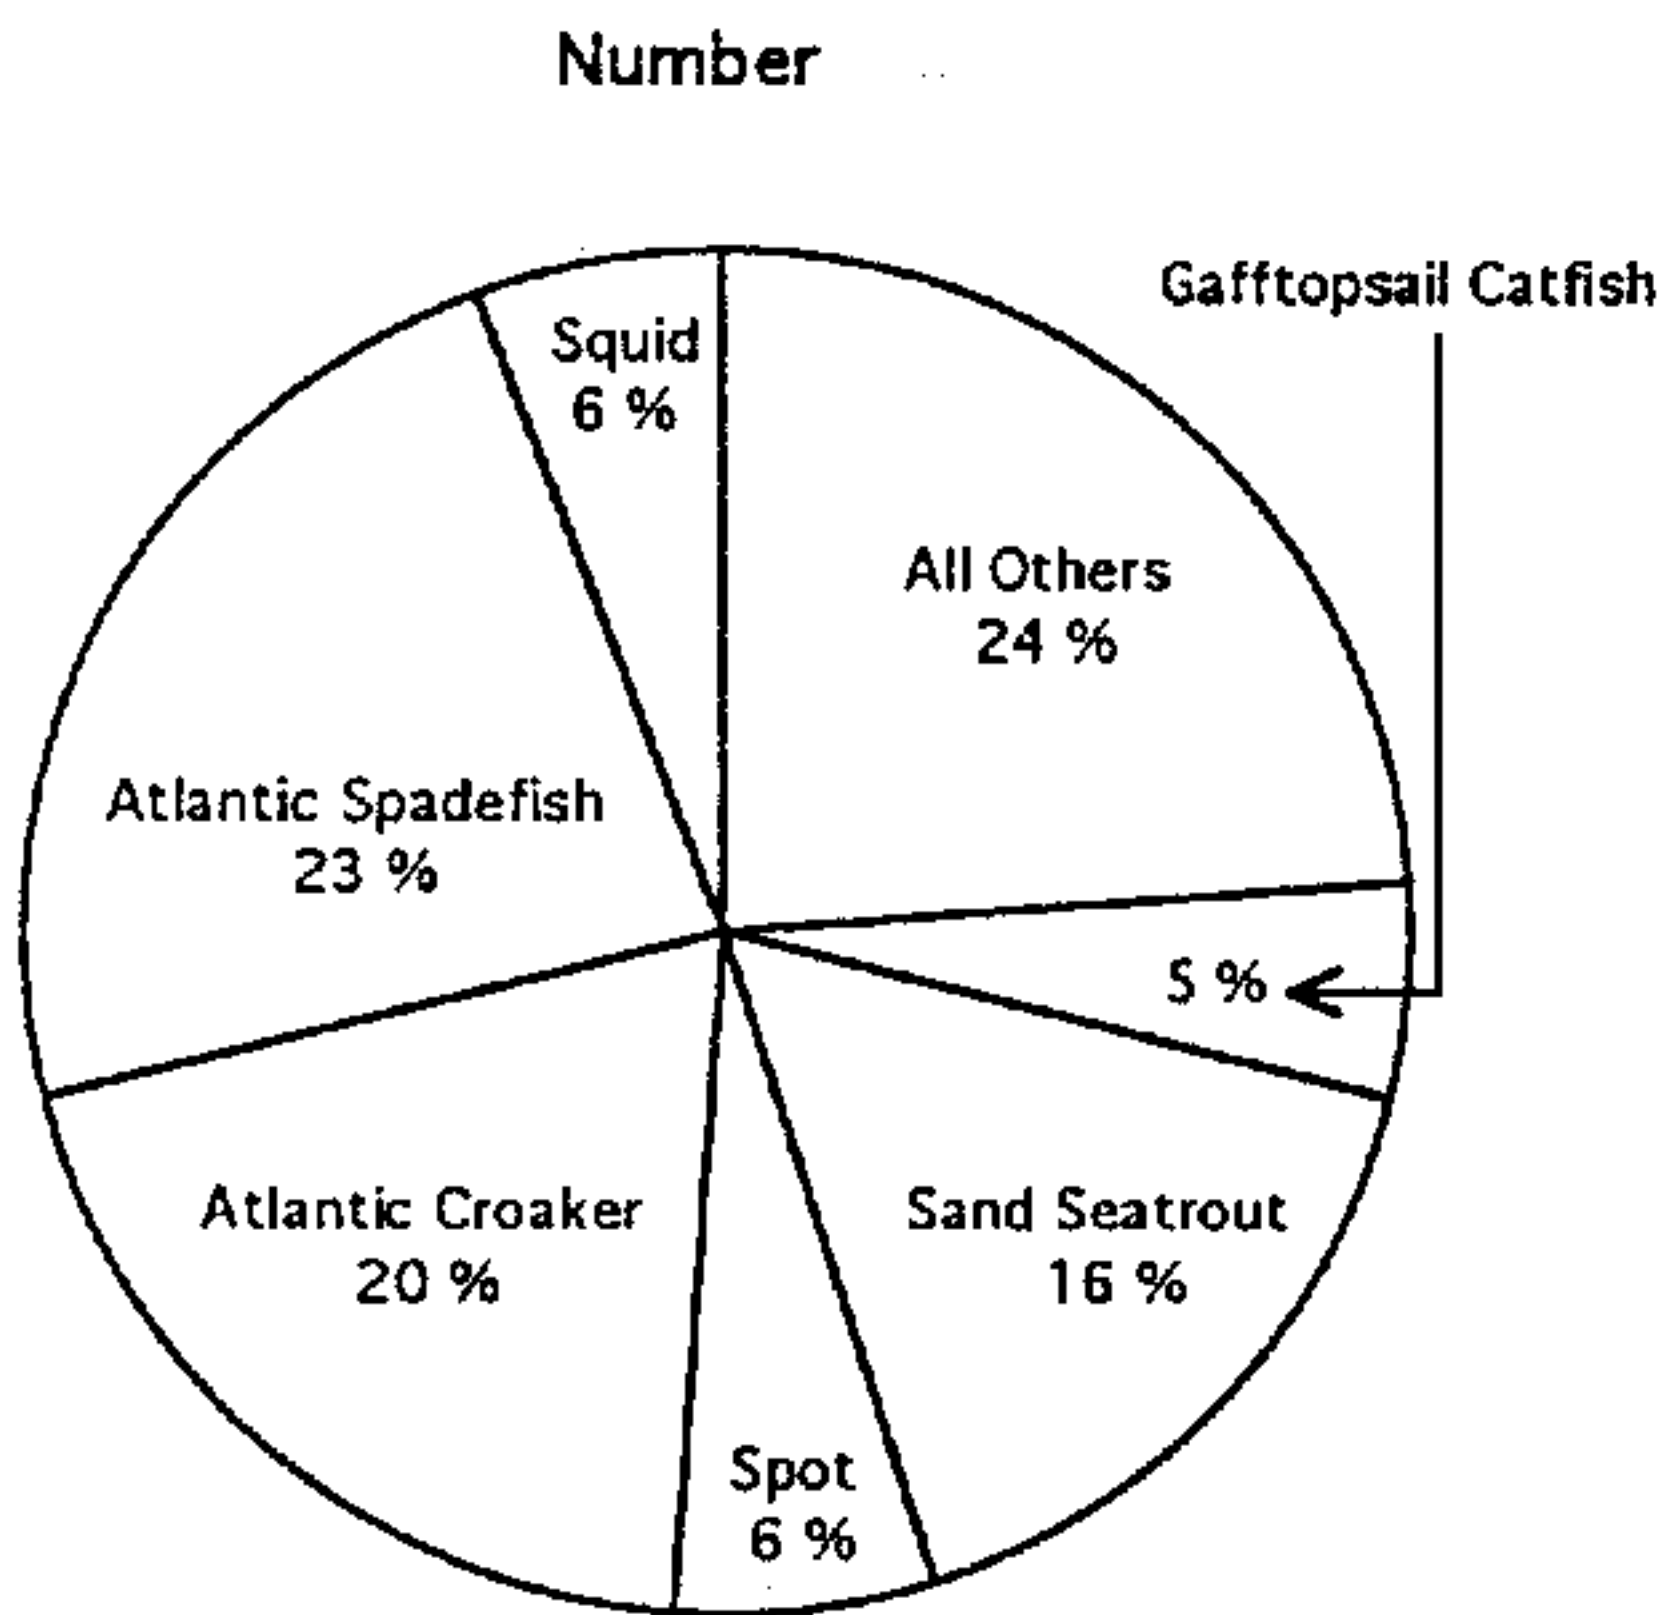 Number
Gafftopsail Catfish
Squid
6 %
All Others
24 %
Atlantic Spadefish
23 %
5 %
Atlantic Croaker
20 %
Sand Seatrout
16 %
Spot
6 %